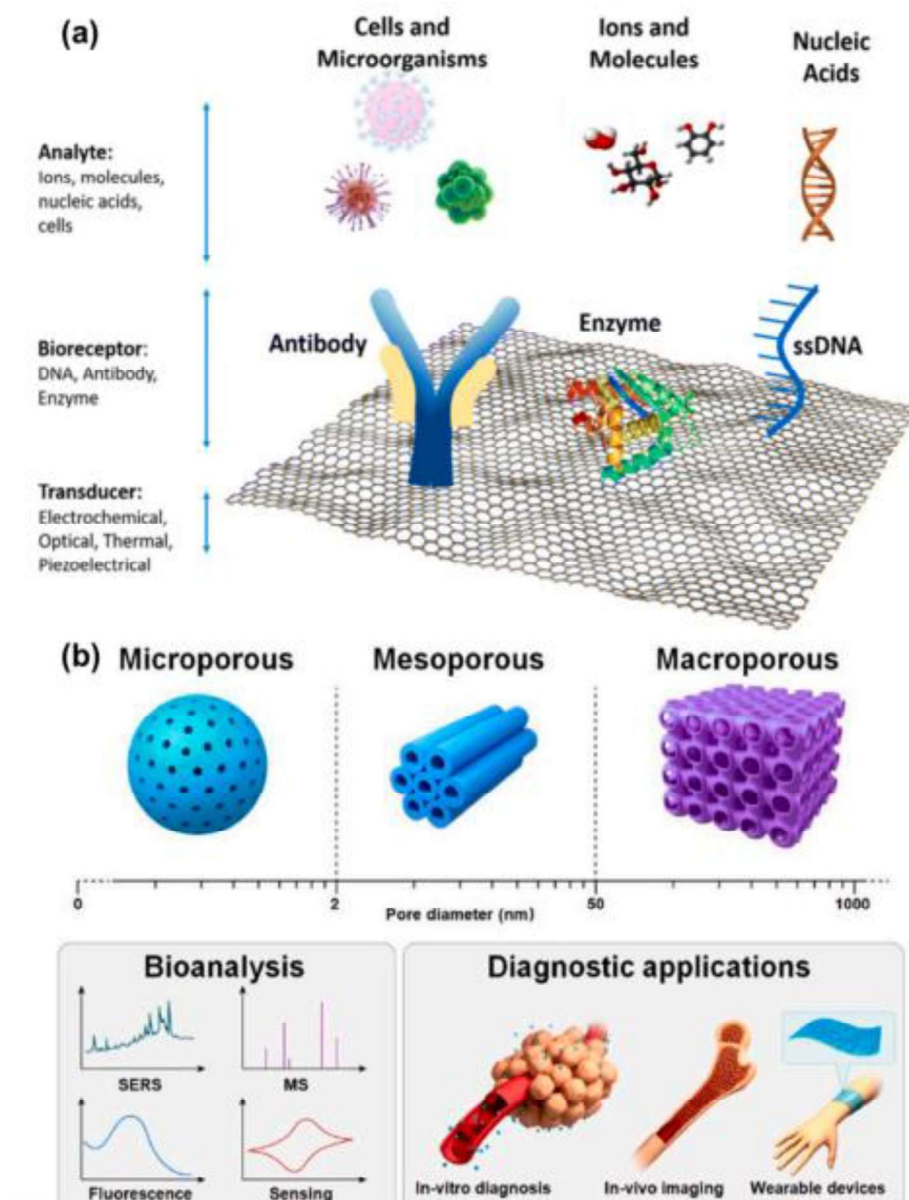 (a)
Cells and
Microorganisms
Ions and
Molecules
Nucleic
Acids
Analyte:
Ions, molecules,
nucleic acids,
cells
Bioreceptor:
DNA, Antibody,
Enzyme
Antibody
Enzyme
ssDNA
Transducer:
Electrochemical,
Optical, Thermal,
Piezoelectrical
(b)
Microporous
Mesoporous
Macroporous
0
2
50
1000
Pore diameter (nm)
Bioanalysis
SERS
MS
Fluorescence
Sensing
Diagnostic applications
In-vitro diagnosis
In-vivo imaging
Wearable devices